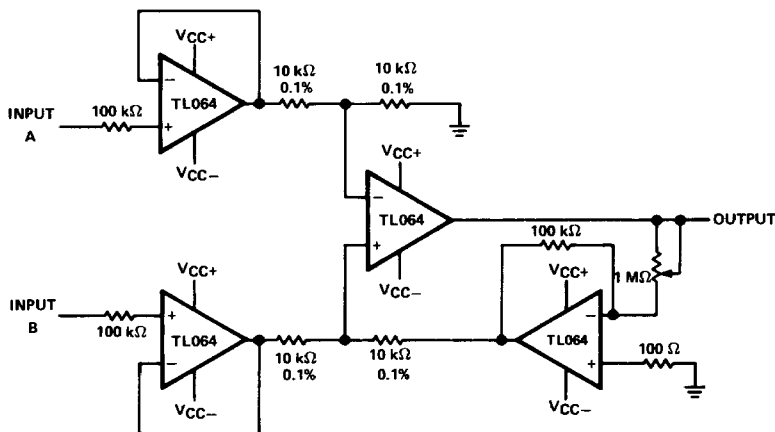 VCC+
10 kΩ
0.1%
10 kΩ
0.1%
INPUT
A
100 kΩ
−
TL064
+
VCC−
VCC+
−
TL064
+
VCC−
OUTPUT
100 kΩ
1 MΩ
INPUT
B
100 kΩ
VCC+
+
TL064
−
VCC−
10 kΩ
0.1%
10 kΩ
0.1%
VCC+
−
TL064
+
VCC−
100 Ω